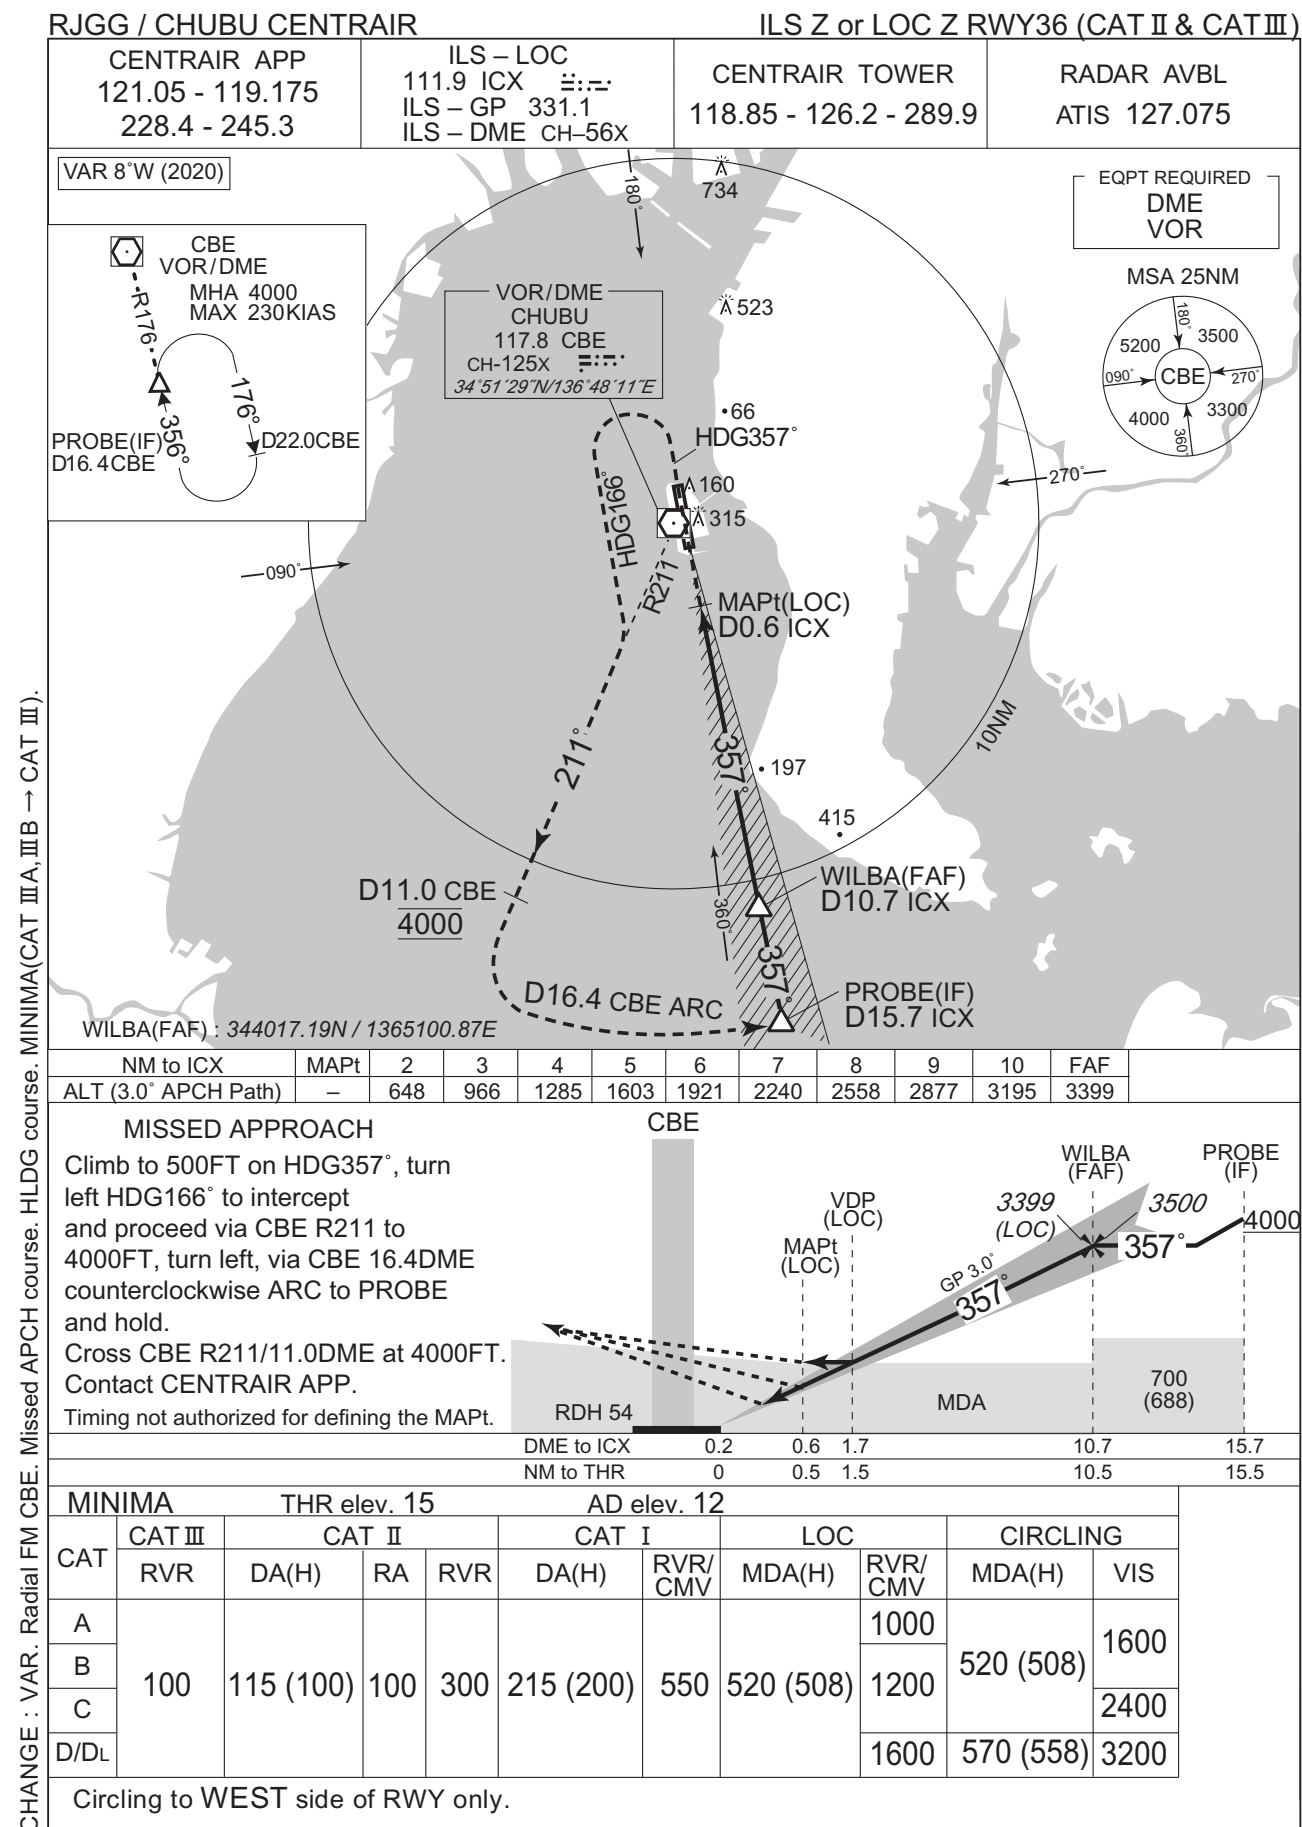 RJGG / CHUBU CENTRAIR
ILS Z or LOC Z RWY36 (CAT Ⅱ & CAT Ⅲ)
CENTRAIR APP
121.05 - 119.175
228.4 - 245.3
ILS – LOC
111.9 ICX
ILS – GP 331.1
ILS – DME CH–56X
CENTRAIR TOWER
118.85 - 126.2 - 289.9
RADAR AVBL
ATIS 127.075
VAR 8˚W (2020)
CBE
VOR/DME
MHA 4000
MAX 230KIAS
R176
176°
356°
PROBE(IF)
D16.4CBE
D22.0CBE
180°
734
EQPT REQUIRED
DME
VOR
MSA 25NM
180°
5200
3500
090°
CBE
270°
4000
3300
360°
VOR/DME
CHUBU
117.8 CBE
CH-125X
34˚51´29˝N/136˚48´11˝E
523
66
HDG357˚
160
315
HDG166°
R211
270°
090°
MAPt(LOC)
D0.6 ICX
357°
197
10NM
415
211°
WILBA(FAF)
D10.7 ICX
D11.0 CBE
4000
360°
357°
D16.4 CBE ARC
PROBE(IF)
D15.7 ICX
WILBA(FAF) : 344017.19N / 1365100.87E
NM to ICX MAPt 2 3 4 5 6 7 8 9 10 FAF
ALT (3.0˚ APCH Path) – 648 966 1285 1603 1921 2240 2558 2877 3195 3399
MISSED APPROACH
Climb to 500FT on HDG357˚, turn
left HDG166˚ to intercept
and proceed via CBE R211 to
4000FT, turn left, via CBE 16.4DME
counterclockwise ARC to PROBE
and hold.
Cross CBE R211/11.0DME at 4000FT.
Contact CENTRAIR APP.
Timing not authorized for defining the MAPt.
CBE
WILBA
(FAF)
PROBE
(IF)
VDP
(LOC)
3399
(LOC)
3500
4000
MAPt
(LOC)
GP 3.0˚
357°
357°
700
(688)
MDA
RDH 54
DME to ICX 0.2 0.6 1.7 10.7 15.7
NM to THR 0 0.5 1.5 10.5 15.5
MINIMA THR elev. 15 AD elev. 12
CAT CAT Ⅲ CAT Ⅱ CAT Ⅰ LOC CIRCLING
RVR DA(H) RA RVR DA(H) RVR/CMV MDA(H) RVR/CMV MDA(H) VIS
A 1000
1600
B
100 115 (100) 100 300 215 (200) 550 520 (508) 1200 520 (508)
C 2400
D/DL 1600 570 (558) 3200
Circling to WEST side of RWY only.
CHANGE : VAR. Radial FM CBE. Missed APCH course. HLDG course. MINIMA(CAT ⅢA,ⅢB → CAT Ⅲ).